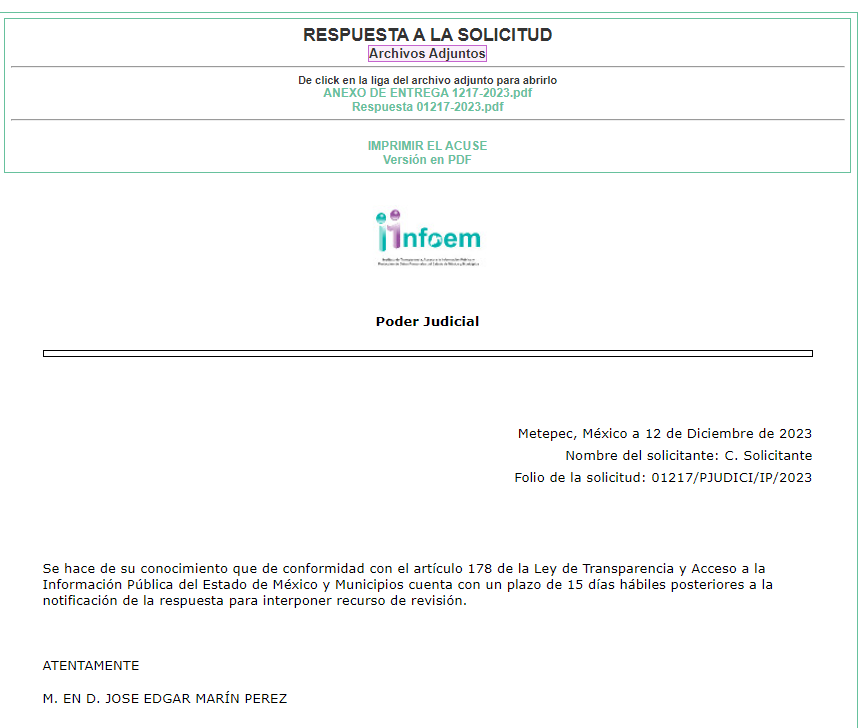 RESPUESTA A LA SOLICITUD
Archivos Adjuntos
De click en la liga del archivo adjunto para abrirlo
ANEXO DE ENTREGA 1217-2023.pdf
Respuesta 01217-2023.pdf
IMPRIMIR EL ACUSE
Versión en PDF
infoem
Poder Judicial
Metepec, México a 12 de Diciembre de 2023
Nombre del solicitante: C. Solicitante
Folio de la solicitud: 01217/PJUDICI/IP/2023
Se hace de su conocimiento que de conformidad con el artículo 178 de la Ley de Transparencia y Acceso a la
Información Pública del Estado de México y Municipios cuenta con un plazo de 15 días hábiles posteriores a la
notificación de la respuesta para interponer recurso de revisión.
ATENTAMENTE
M. EN D. JOSE EDGAR MARÍN PEREZ